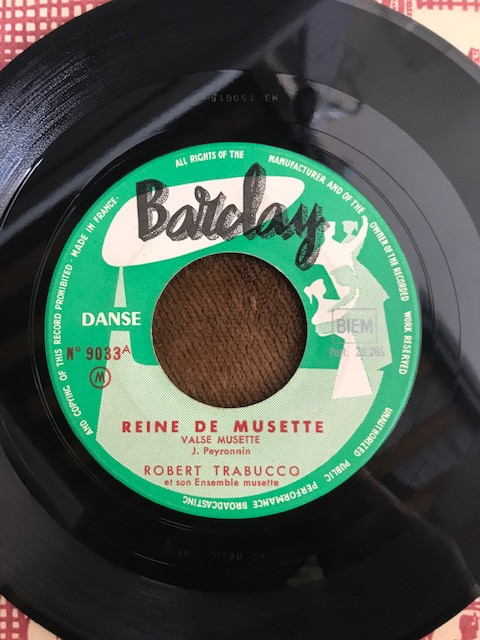 ALL RIGHTS OF THE MANUFACTURER AND OF THE OWNER OF THE RECORDED WORK RESERVED
UNAUTHORIZED PUBLIC PERFORMANCE BROADCASTING AND COPYING OF THIS RECORD PROHIBITED · MADE IN FRANCE ·
Barclay
DANSE
BIEM
N° 9033 A
M
REINE DE MUSETTE
VALSE MUSETTE
J. Peyronnin
ROBERT TRABUCCO
et son Ensemble musette